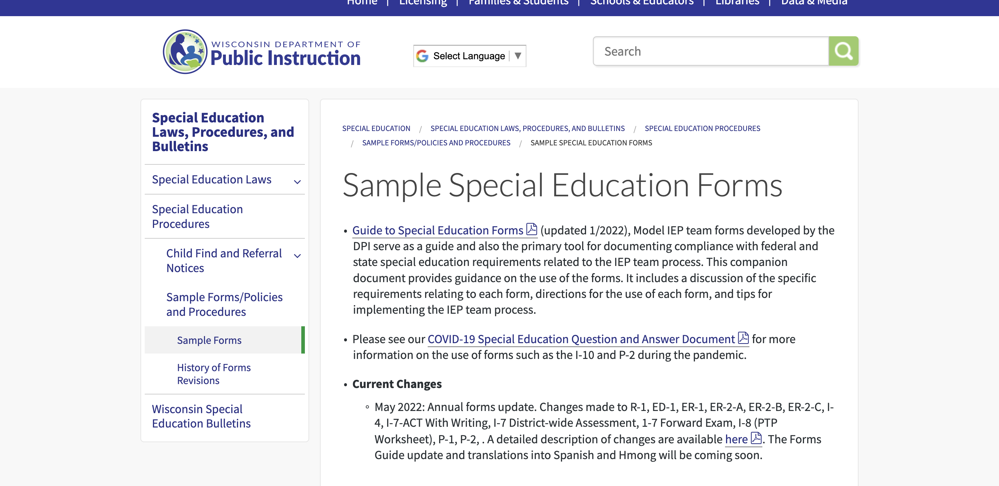 Home | Licensing | Families & Students | Schools & Educators | Libraries | Data & Media
WISCONSIN DEPARTMENT OF
Public Instruction
Select Language ▼
Search
Special Education
Laws, Procedures, and
Bulletins
Special Education Laws
Special Education
Procedures
Child Find and Referral
Notices
Sample Forms/Policies
and Procedures
Sample Forms
History of Forms
Revisions
Wisconsin Special
Education Bulletins
SPECIAL EDUCATION / SPECIAL EDUCATION LAWS, PROCEDURES, AND BULLETINS / SPECIAL EDUCATION PROCEDURES
/ SAMPLE FORMS/POLICIES AND PROCEDURES / SAMPLE SPECIAL EDUCATION FORMS
Sample Special Education Forms
• Guide to Special Education Forms (updated 1/2022), Model IEP team forms developed by the
DPI serve as a guide and also the primary tool for documenting compliance with federal and
state special education requirements related to the IEP team process. This companion
document provides guidance on the use of the forms. It includes a discussion of the specific
requirements relating to each form, directions for the use of each form, and tips for
implementing the IEP team process.
• Please see our COVID-19 Special Education Question and Answer Document for more
information on the use of forms such as the I-10 and P-2 during the pandemic.
• Current Changes
◦ May 2022: Annual forms update. Changes made to R-1, ED-1, ER-1, ER-2-A, ER-2-B, ER-2-C, I-
4, I-7-ACT With Writing, I-7 District-wide Assessment, 1-7 Forward Exam, I-8 (PTP
Worksheet), P-1, P-2, . A detailed description of changes are available here. The Forms
Guide update and translations into Spanish and Hmong will be coming soon.